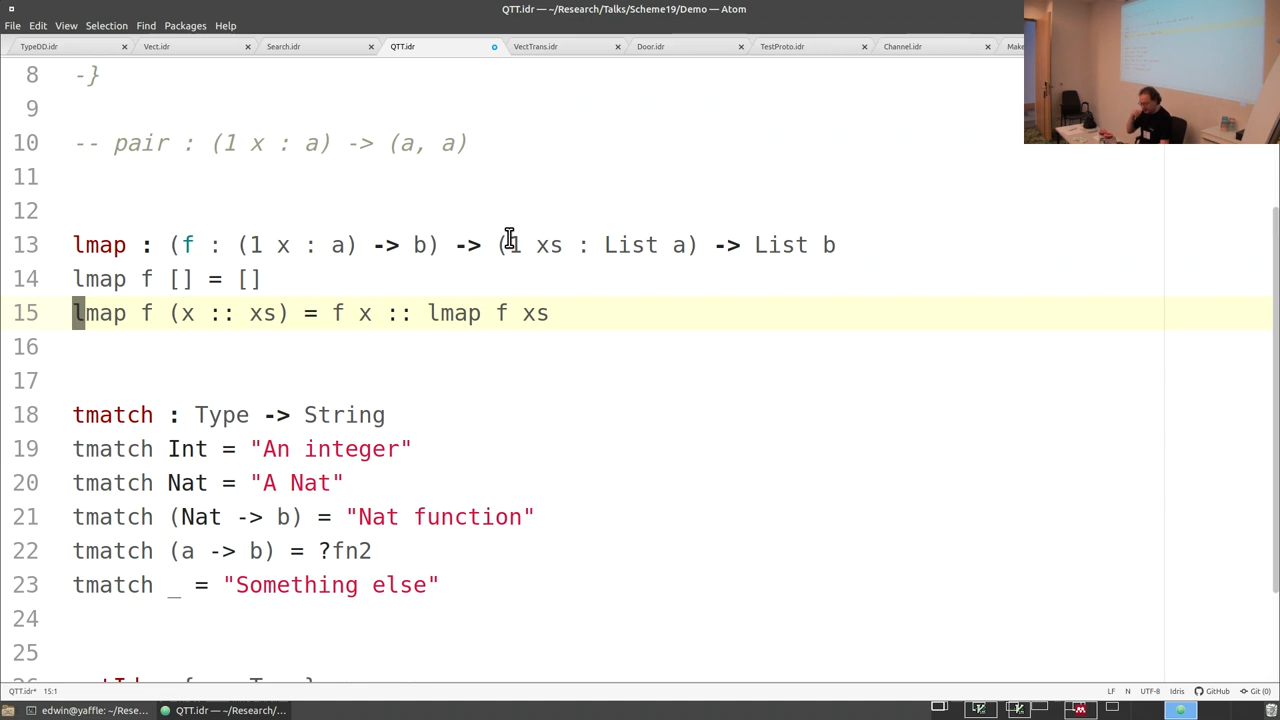 QTT.idr — ~/Research/Talks/Scheme19/Demo — Atom
File Edit View Selection Find Packages Help
TypeDD.idr × Vect.idr × Search.idr × QTT.idr VectTrans.idr × Door.idr × TestProto.idr × Channel.idr × Make
8 -}
9
10 -- pair : (1 x : a) -> (a, a)
11
12
13 lmap : (f : (1 x : a) -> b) -> (1 xs : List a) -> List b
14 lmap f [] = []
15 lmap f (x :: xs) = f x :: lmap f xs
16
17
18 tmatch : Type -> String
19 tmatch Int = "An integer"
20 tmatch Nat = "A Nat"
21 tmatch (Nat -> b) = "Nat function"
22 tmatch (a -> b) = ?fn2
23 tmatch _ = "Something else"
24
25
QTT.idr* 15:1 LF N UTF-8 Idris GitHub Git (0)
edwin@yaffle: ~/Rese... QTT.idr — ~/Research/...